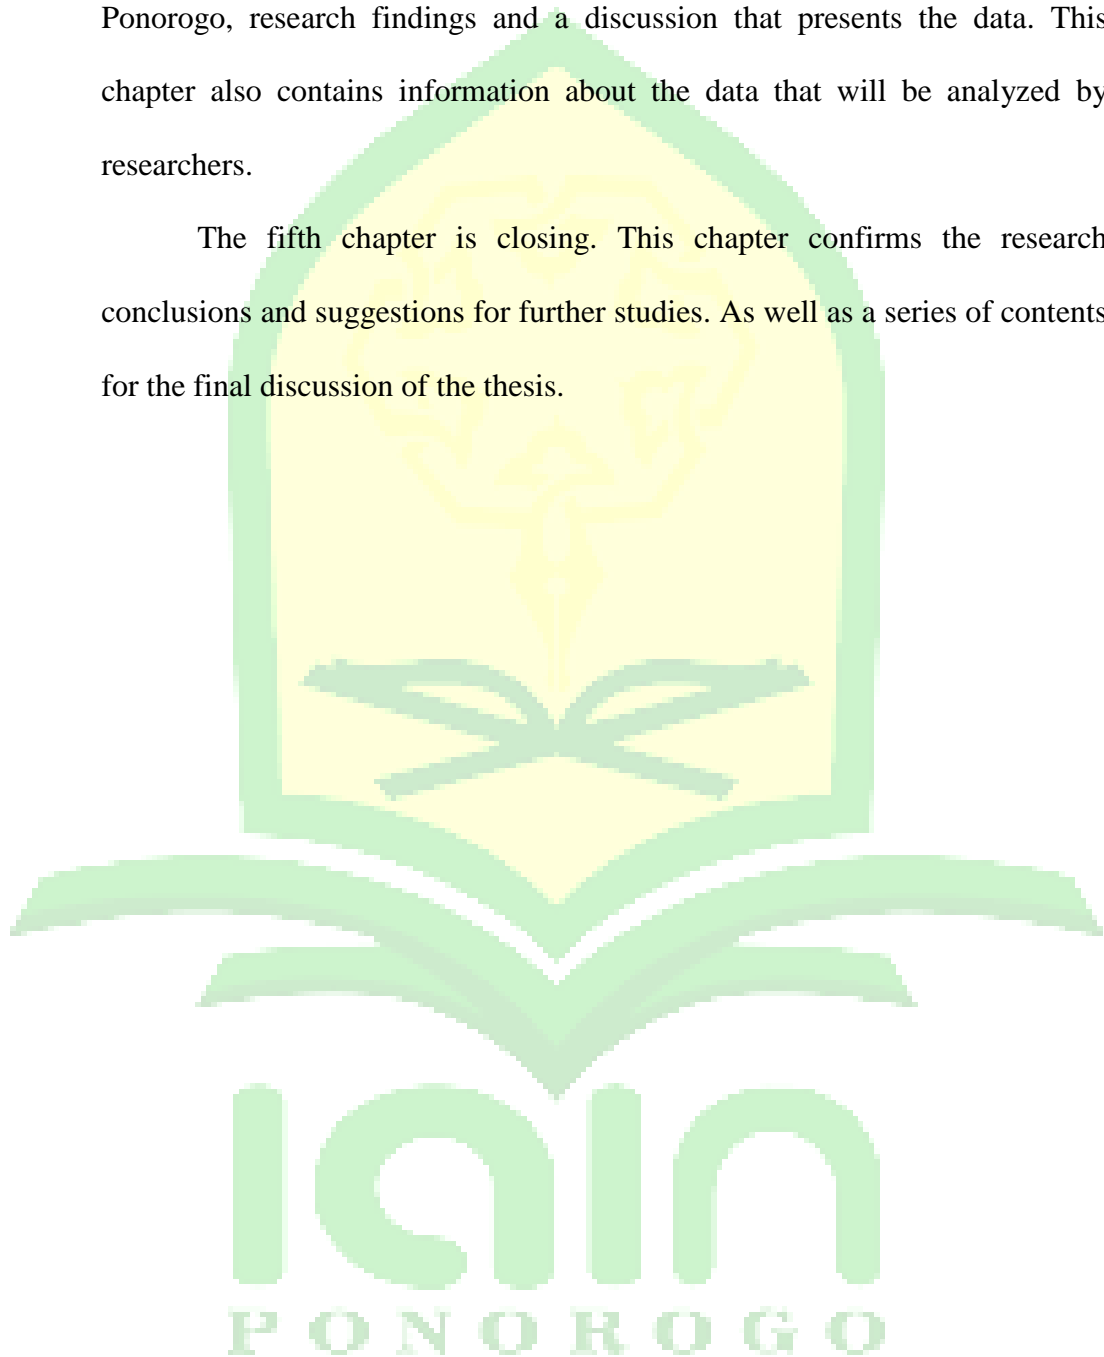 Ponorogo, research findings and a discussion that presents the data. This
chapter also contains information about the data that will be analyzed by
researchers.
The fifth chapter is closing. This chapter confirms the research
conclusions and suggestions for further studies. As well as a series of contents
for the final discussion of the thesis.
iain
PONOROGO